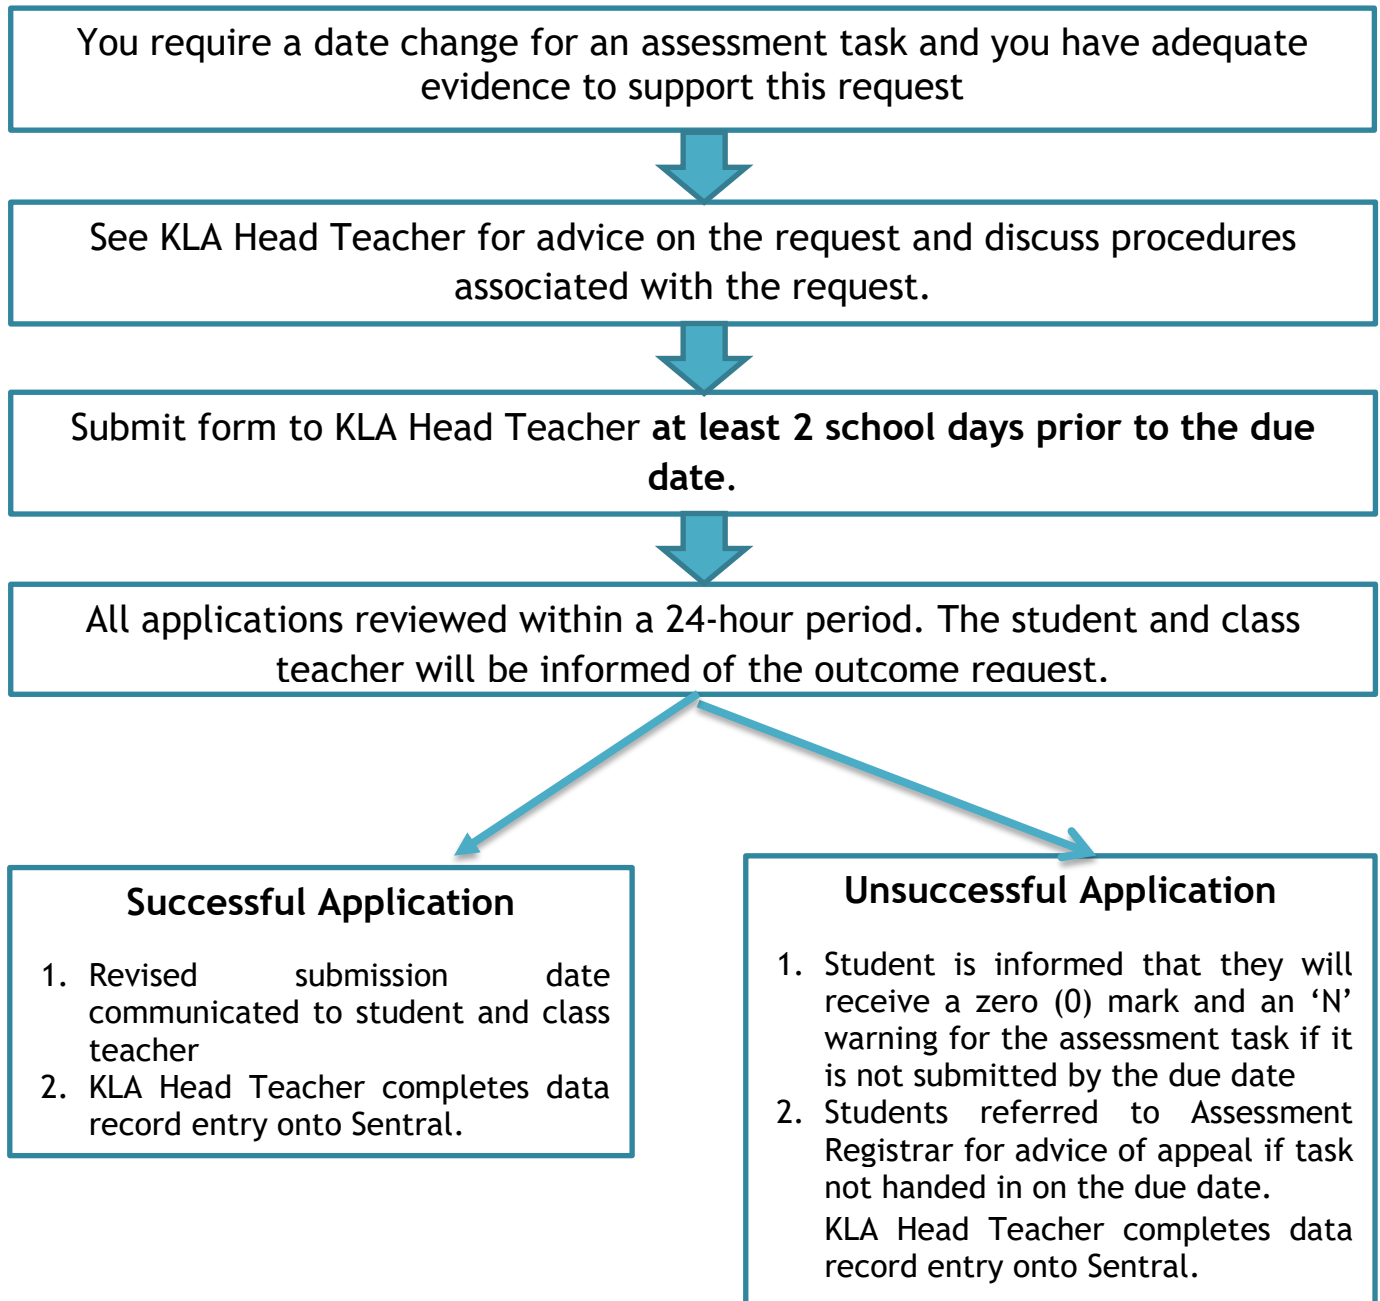 You require a date change for an assessment task and you have adequate
evidence to support this request
See KLA Head Teacher for advice on the request and discuss procedures
associated with the request.
Submit form to KLA Head Teacher at least 2 school days prior to the due
date.
All applications reviewed within a 24-hour period. The student and class
teacher will be informed of the outcome request.
Successful Application
1. Revised submission date
communicated to student and class
teacher
2. KLA Head Teacher completes data
record entry onto Sentral.
Unsuccessful Application
1. Student is informed that they will
receive a zero (0) mark and an ‘N’
warning for the assessment task if it
is not submitted by the due date
2. Students referred to Assessment
Registrar for advice of appeal if task
not handed in on the due date.
KLA Head Teacher completes data
record entry onto Sentral.